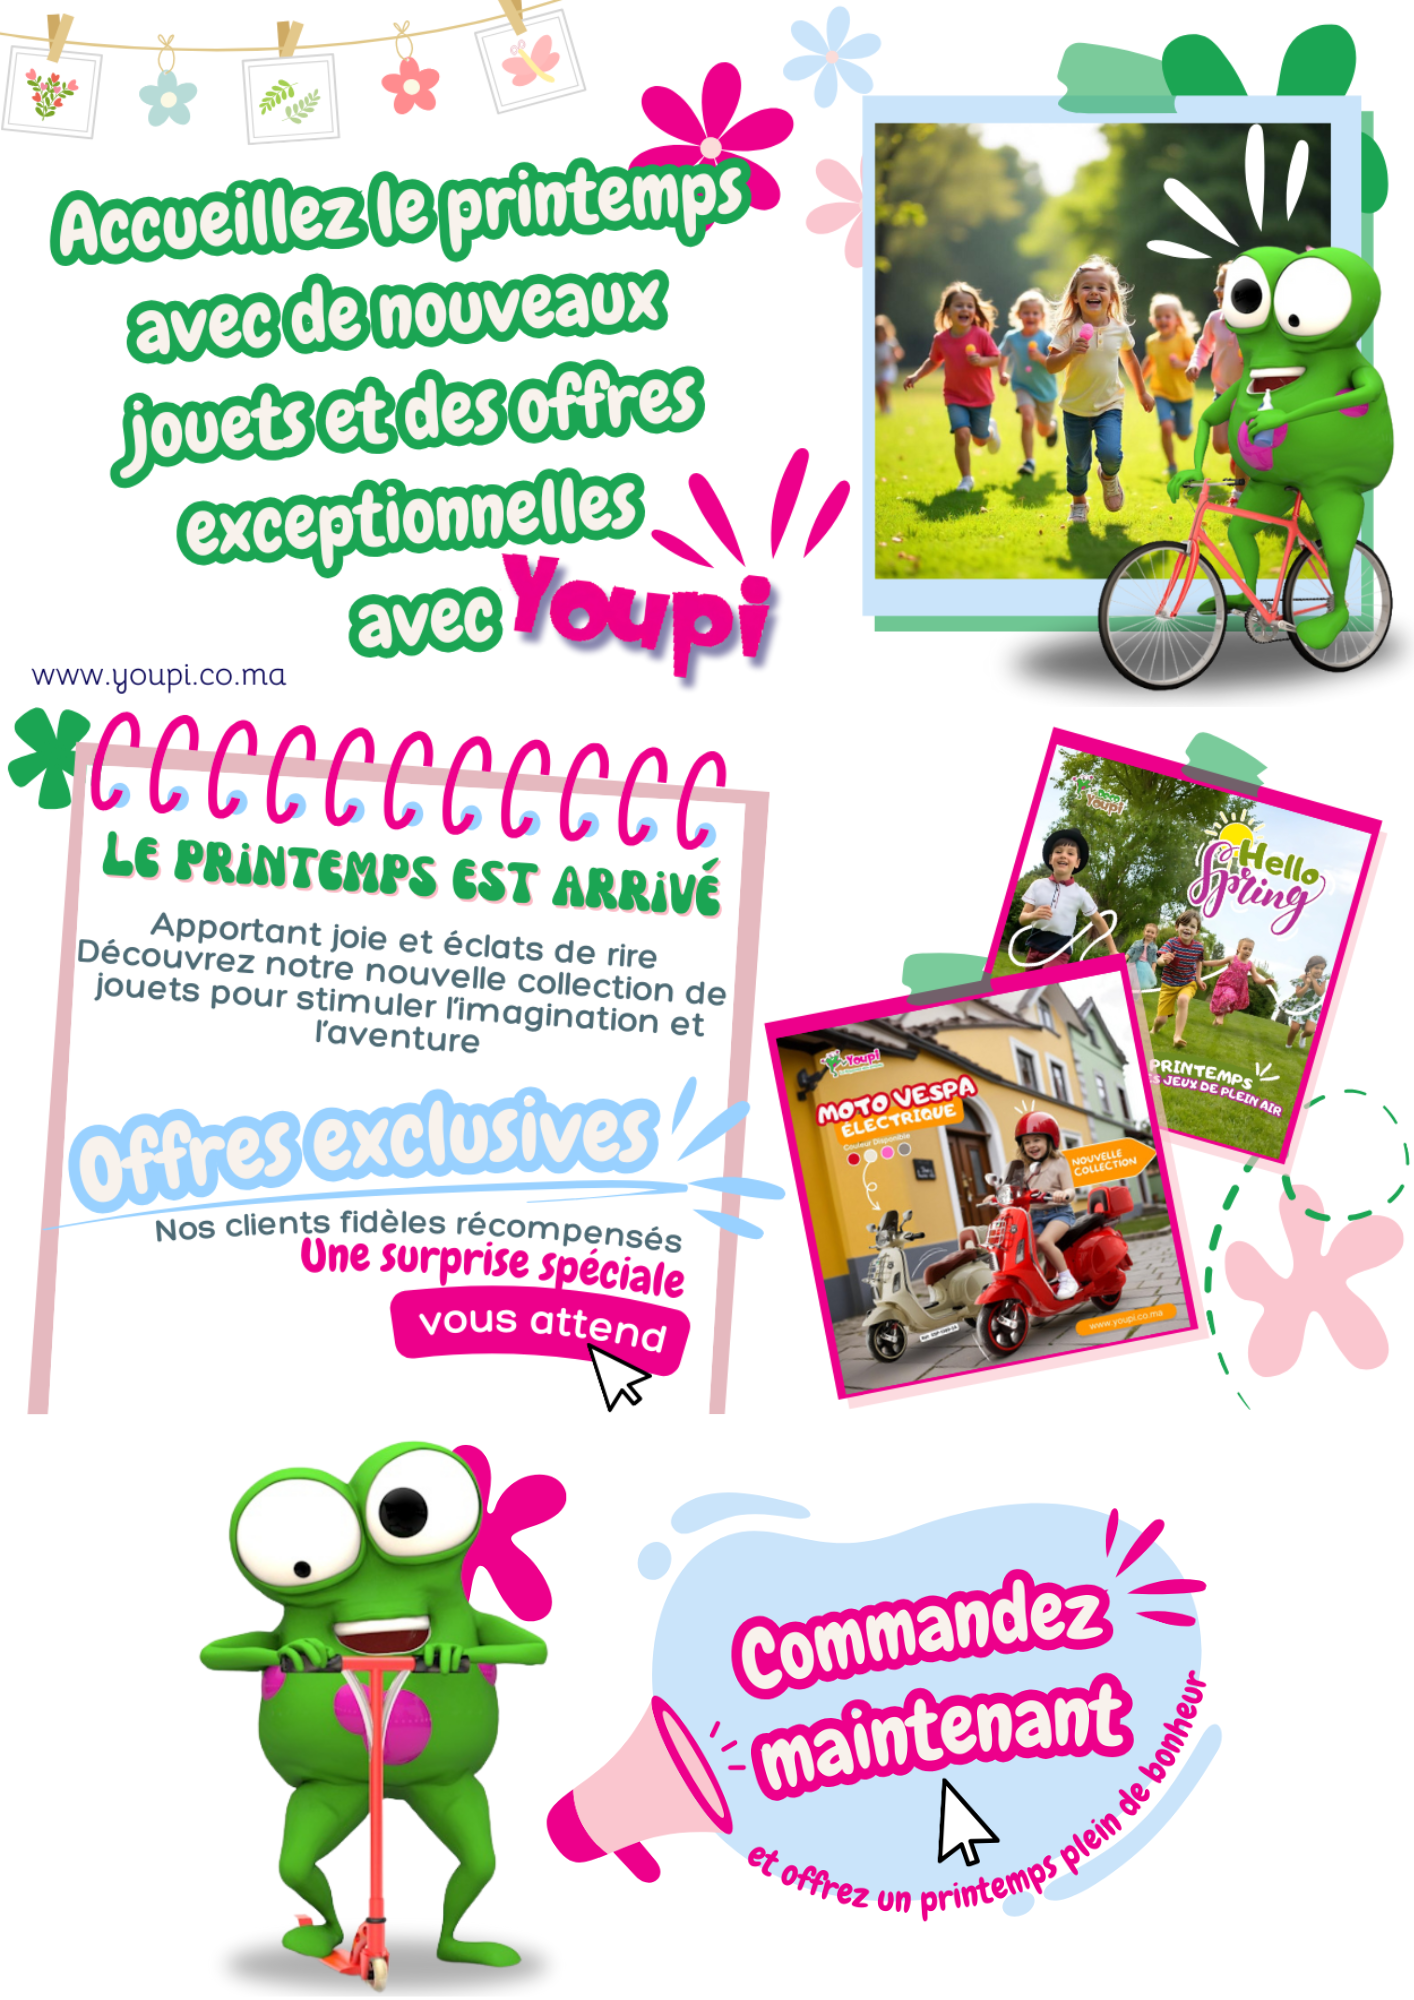 Accueillez le printemps
avec de nouveaux
jouets et des offres
exceptionnelles
avec Youpi
www.youpi.co.ma
LE PRINTEMPS EST ARRIVÉ
Apportant joie et éclats de rire
Découvrez notre nouvelle collection de
jouets pour stimuler l'imagination et
l'aventure
Offres exclusives
Nos clients fidèles récompensés
Une surprise spéciale
vous attend
Youpi
Hello
Spring
PRINTEMPS
S JEUX DE PLEIN AIR
Youpi
MOTO VESPA
ÉLECTRIQUE
Couleur Disponible
NOUVELLE
COLLECTION
www.youpi.co.ma
Commandez
maintenant
et offrez un printemps plein de bonheur